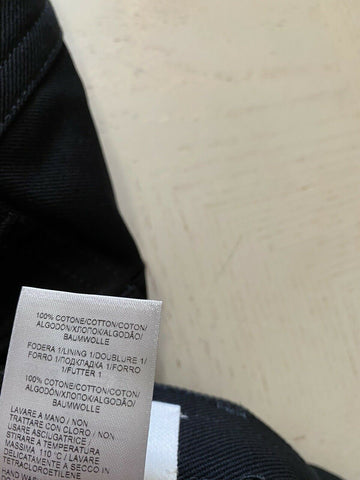 100% COTONE/COTTON/COTON/
ALGODÓN/ХЛОПОК/ALGODÃO/
BAUMWOLLE
FODERA 1/LINING 1/DOUBLURE 1/
FORRO 1/ПОДКЛАДКА 1/FORRO
1/FUTTER 1
100% COTONE/COTTON/COTON/
ALGODÓN/ХЛОПОК/ALGODÃO/
BAUMWOLLE
LAVARE A MANO / NON
TRATTARE CON CLORO / NON
USARE ASCIUGATRICE /
STIRARE A TEMPERATURA
MASSIMA 110°C / LAVARE
DELICATAMENTE A SECCO IN
TETRACLOROETILENE
HAND